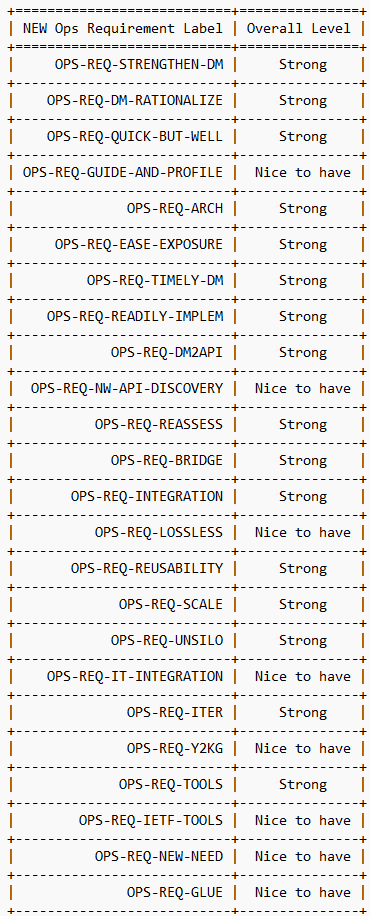 NEW Ops Requirement Label | Overall Level
OPS-REQ-STRENGTHEN-DM | Strong
OPS-REQ-DM-RATIONALIZE | Strong
OPS-REQ-QUICK-BUT-WELL | Strong
OPS-REQ-GUIDE-AND-PROFILE | Nice to have
OPS-REQ-ARCH | Strong
OPS-REQ-EASE-EXPOSURE | Strong
OPS-REQ-TIMELY-DM | Strong
OPS-REQ-READILY-IMPLEM | Strong
OPS-REQ-DM2API | Strong
OPS-REQ-NW-API-DISCOVERY | Nice to have
OPS-REQ-REASSESS | Strong
OPS-REQ-BRIDGE | Strong
OPS-REQ-INTEGRATION | Strong
OPS-REQ-LOSSLESS | Nice to have
OPS-REQ-REUSABILITY | Strong
OPS-REQ-SCALE | Strong
OPS-REQ-UNSILO | Strong
OPS-REQ-IT-INTEGRATION | Nice to have
OPS-REQ-ITER | Strong
OPS-REQ-Y2KG | Nice to have
OPS-REQ-TOOLS | Strong
OPS-REQ-IETF-TOOLS | Nice to have
OPS-REQ-NEW-NEED | Nice to have
OPS-REQ-GLUE | Nice to have